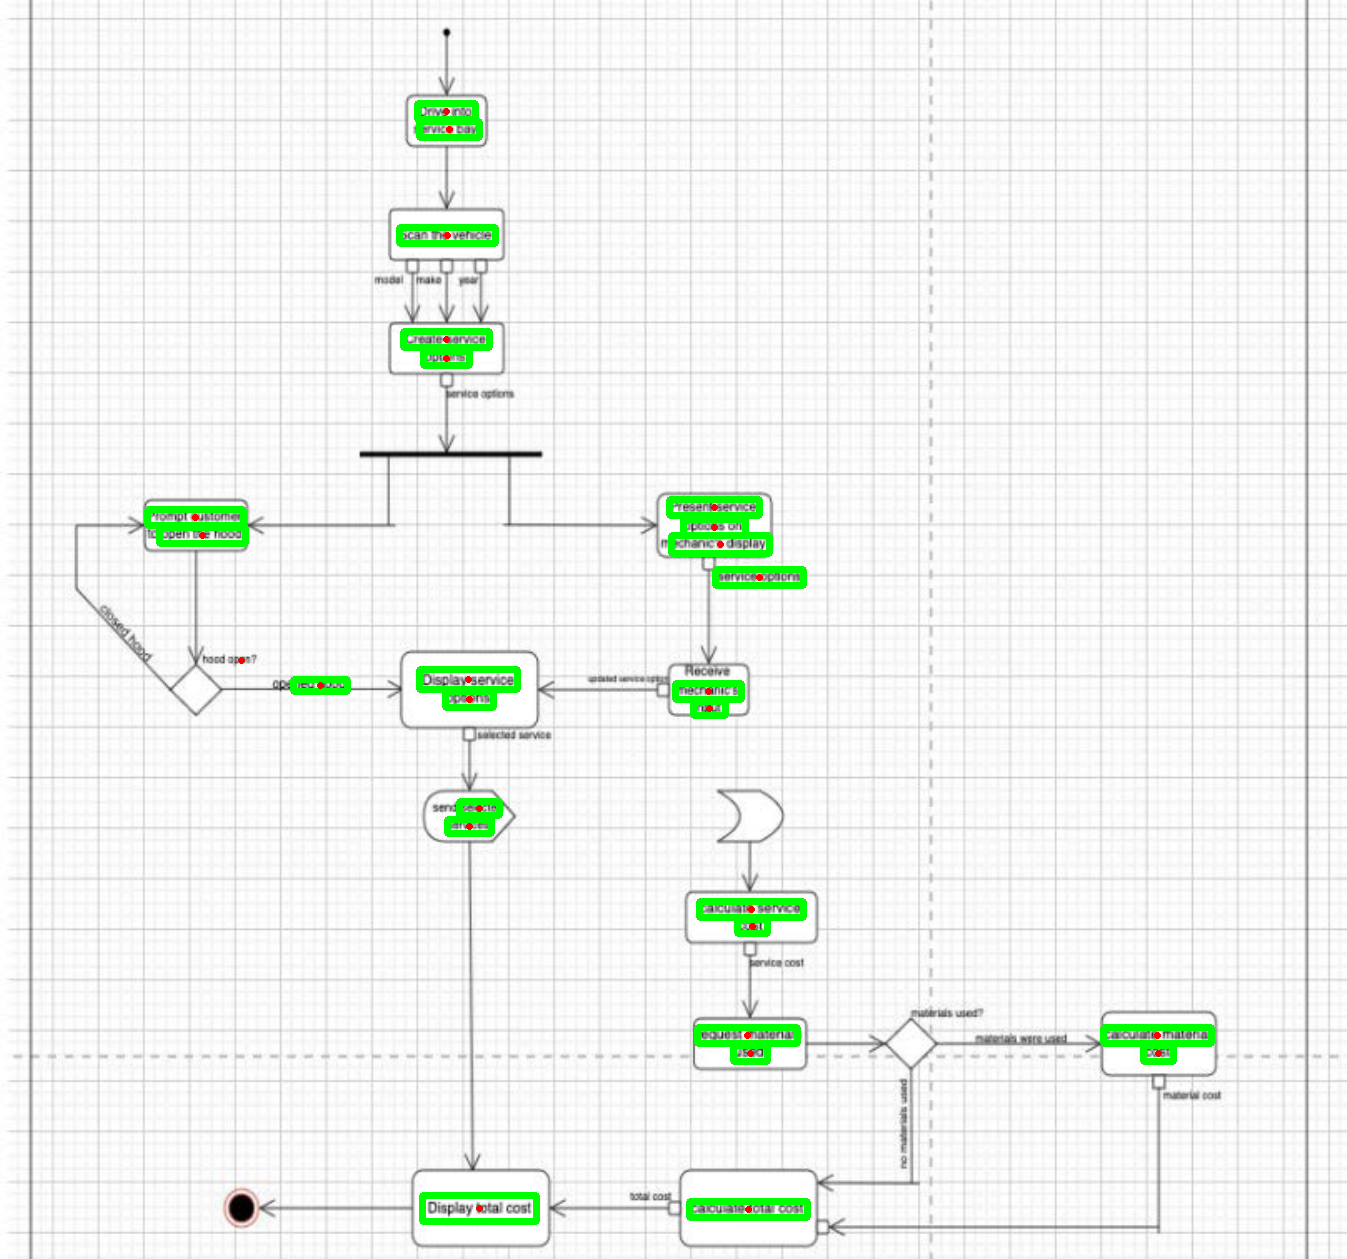 Drive into
service bay
Scan the vehicle
model
make
year
Create service
options
service options
Prompt customer
to open the hood
Present service
options on
mechanic's display
service options
closed hood
hood open?
opened hood
Display service
options
updated service option
Receive
mechanic's
input
selected service
send selecte
services
calculate service
cost
service cost
request material
used
materials used?
materials were used
calculate material
cost
material cost
no materials used
Display total cost
total cost
calculate total cost